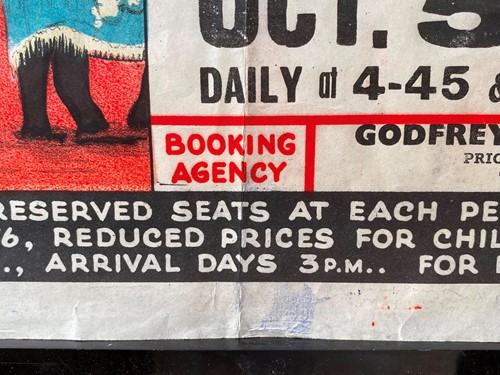 OCT. 5
DAILY at 4-45 &
BOOKING
AGENCY
GODFREY
PRIC
RESERVED SEATS AT EACH PE
/6, REDUCED PRICES FOR CHIL
., ARRIVAL DAYS 3 P.M.. FOR